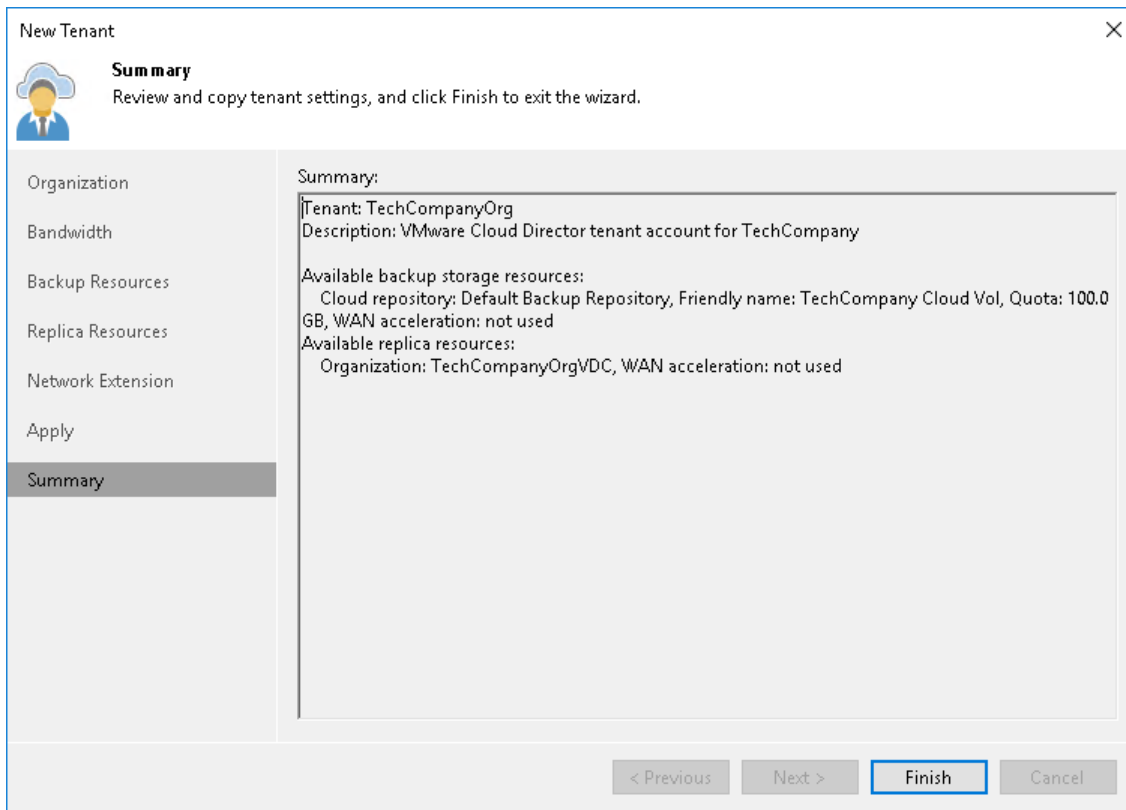 New Tenant
Summary
Review and copy tenant settings, and click Finish to exit the wizard.
Organization
Bandwidth
Backup Resources
Replica Resources
Network Extension
Apply
Summary
Summary:
Tenant: TechCompanyOrg
Description: VMware Cloud Director tenant account for TechCompany
Available backup storage resources:
Cloud repository: Default Backup Repository, Friendly name: TechCompany Cloud Vol, Quota: 100.0
GB, WAN acceleration: not used
Available replica resources:
Organization: TechCompanyOrgVDC, WAN acceleration: not used
< Previous
Next >
Finish
Cancel